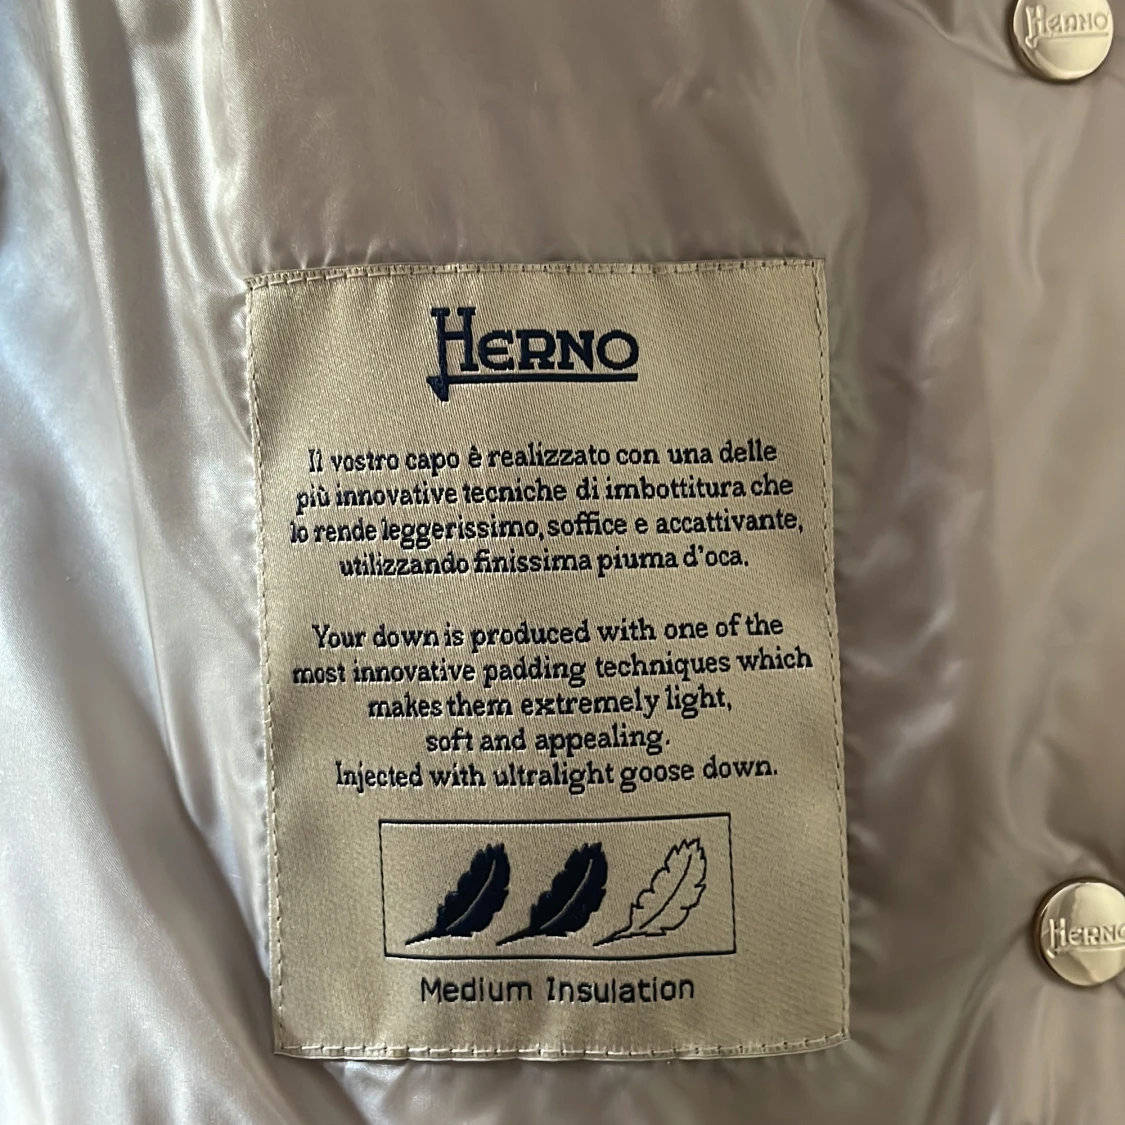 HERNO
HERNO
Il vostro capo è realizzato con una delle
più innovative tecniche di imbottitura che
lo rende leggerissimo, soffice e accattivante,
utilizzando finissima piuma d'oca.
Your down is produced with one of the
most innovative padding techniques which
makes them extremely light,
soft and appealing.
Injected with ultralight goose down.
HERNO
Medium Insulation